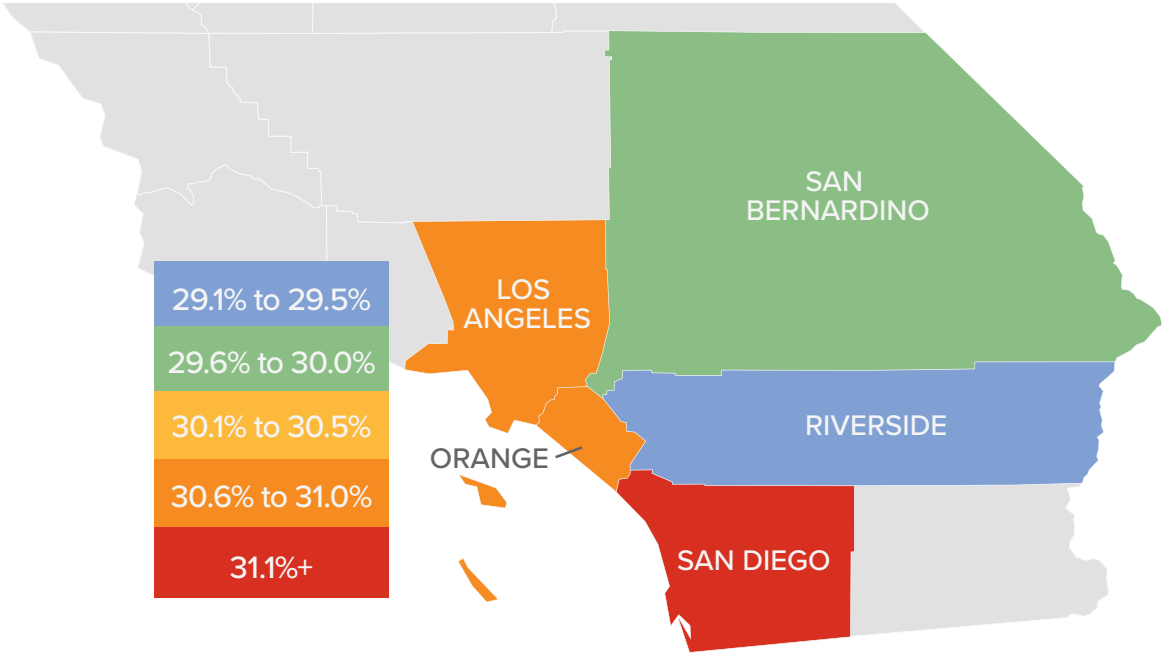 SAN
BERNARDINO
LOS
ANGELES
29.1% to 29.5%
29.6% to 30.0%
30.1% to 30.5%
30.6% to 31.0%
31.1%+
RIVERSIDE
ORANGE
SAN DIEGO